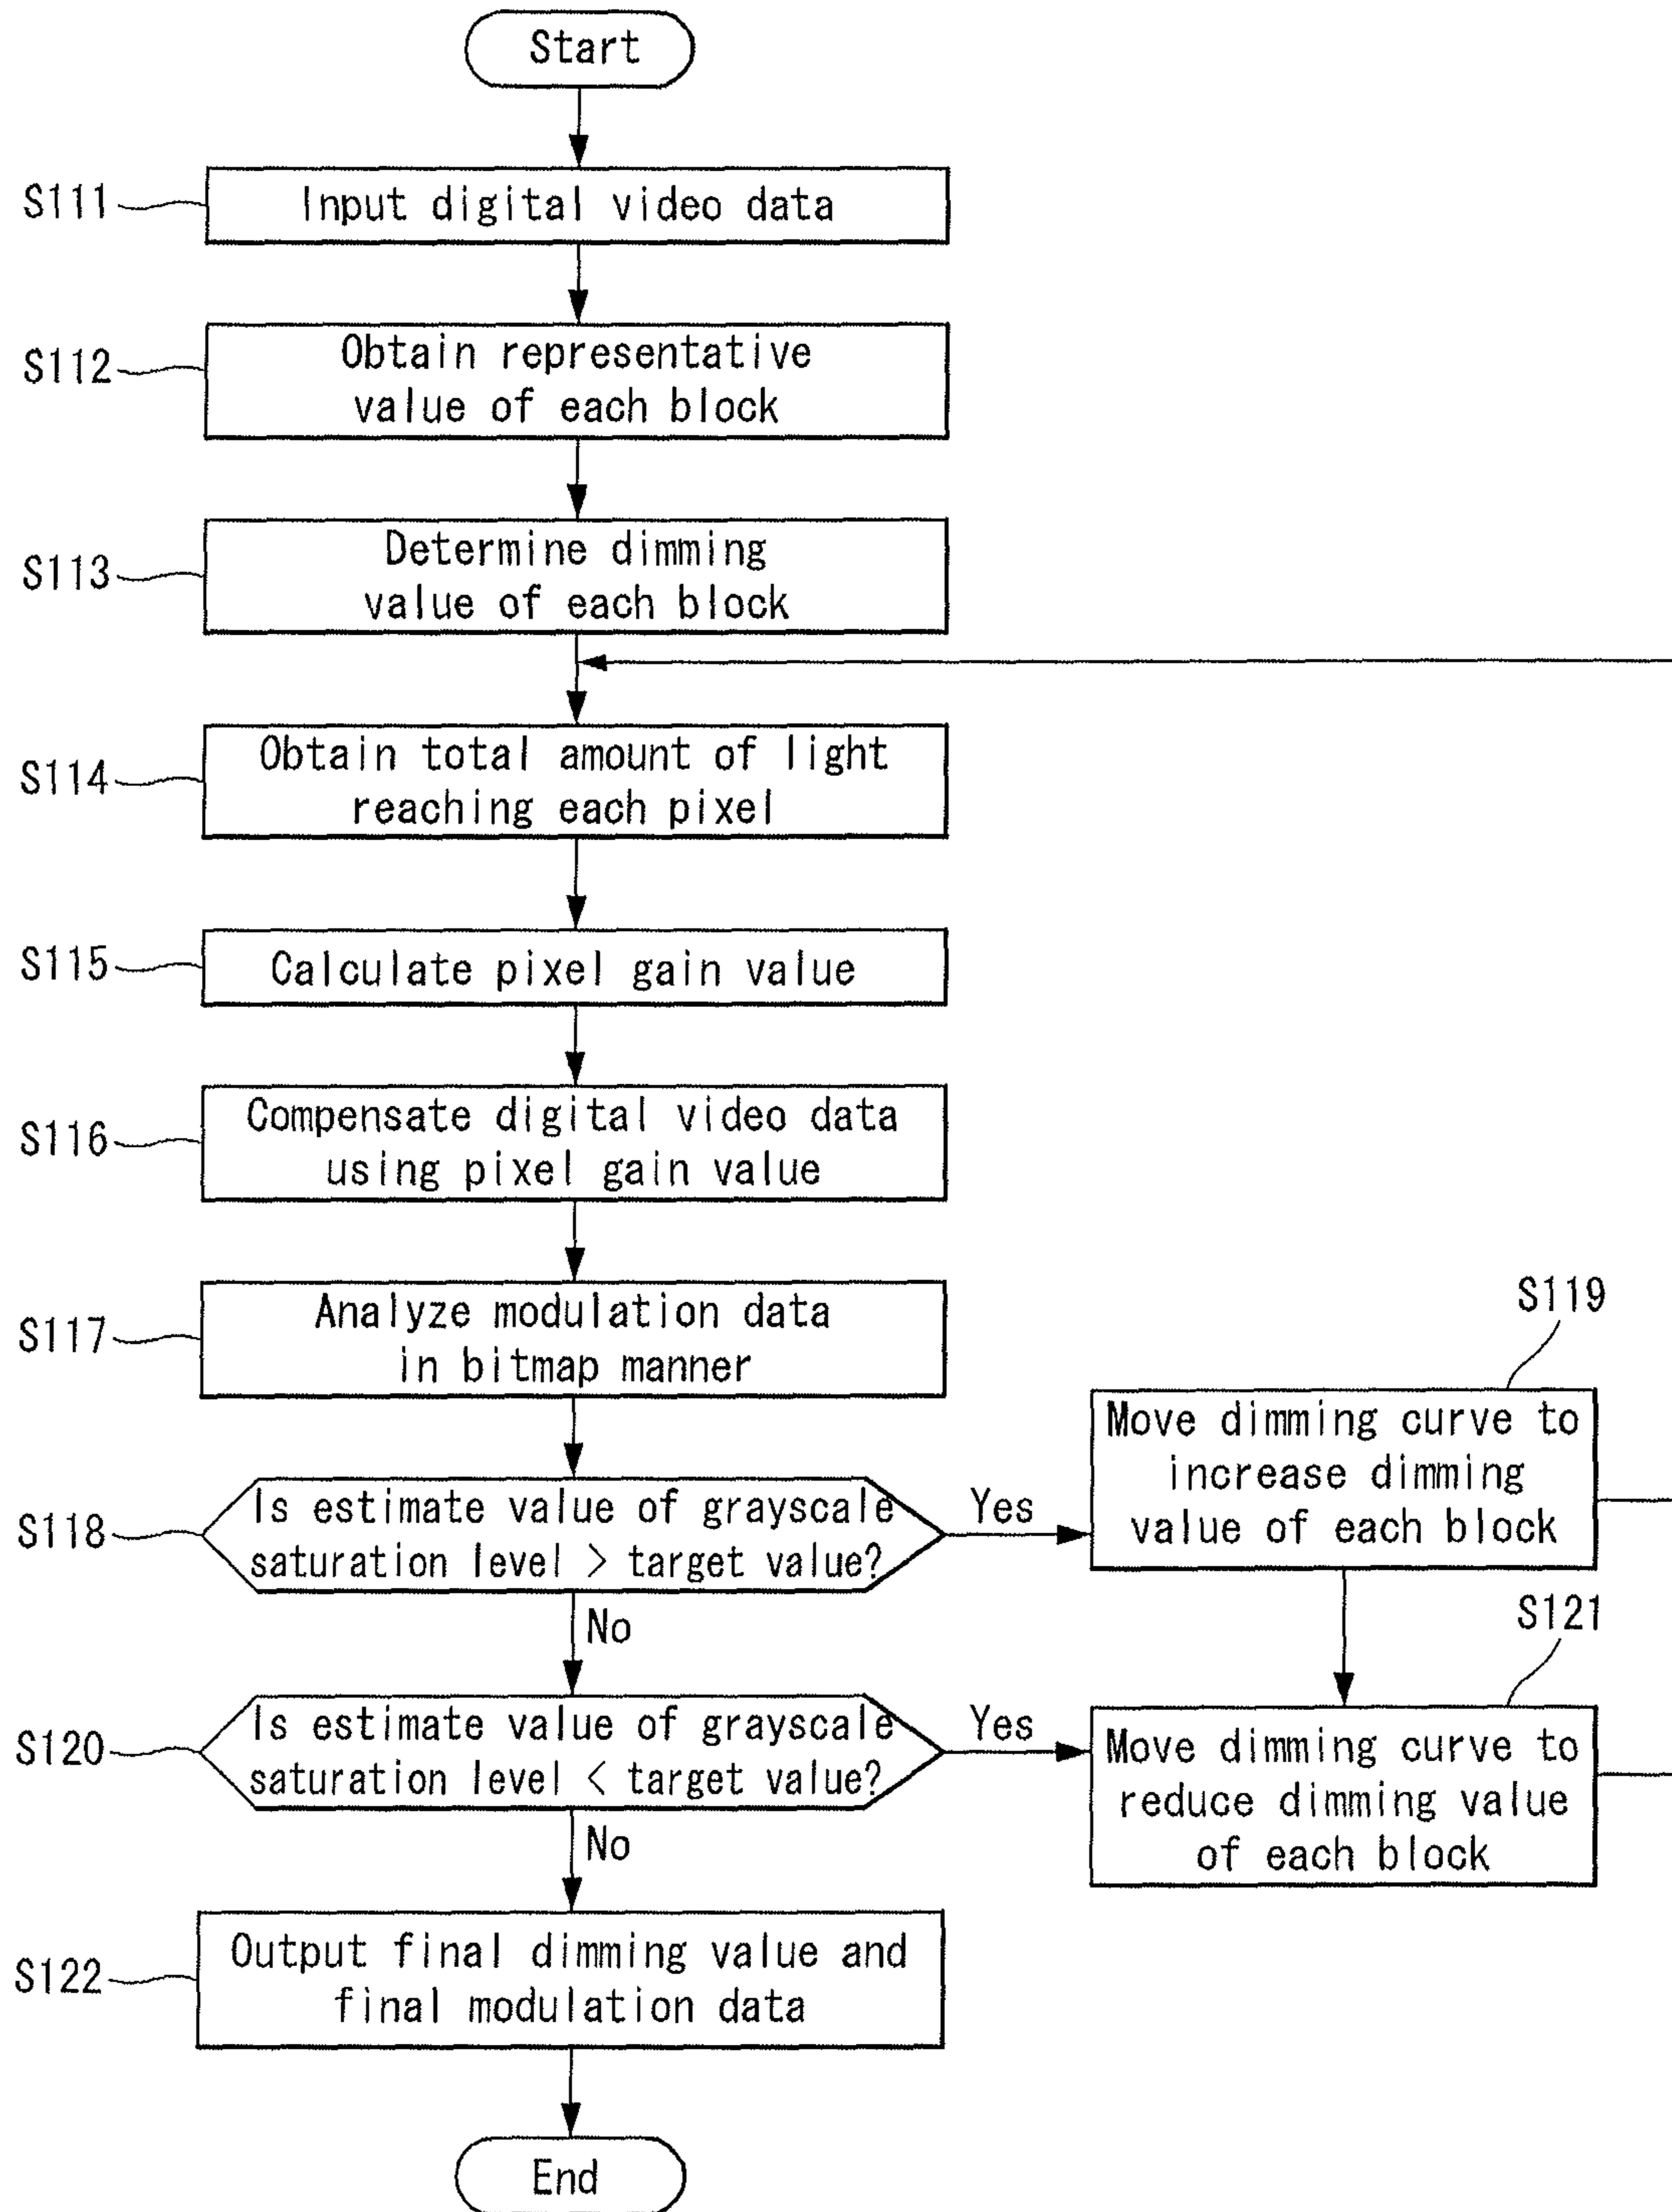 Start
S111
Input digital video data
S112
Obtain representative
value of each block
S113
Determine dimming
value of each block
S114
Obtain total amount of light
reaching each pixel
S115
Calculate pixel gain value
S116
Compensate digital video data
using pixel gain value
S117
Analyze modulation data
in bitmap manner
S118
Is estimate value of grayscale
saturation level > target value?
Yes
No
S119
Move dimming curve to
increase dimming
value of each block
S120
Is estimate value of grayscale
saturation level < target value?
Yes
No
S121
Move dimming curve to
reduce dimming value
of each block
S122
Output final dimming value and
final modulation data
End